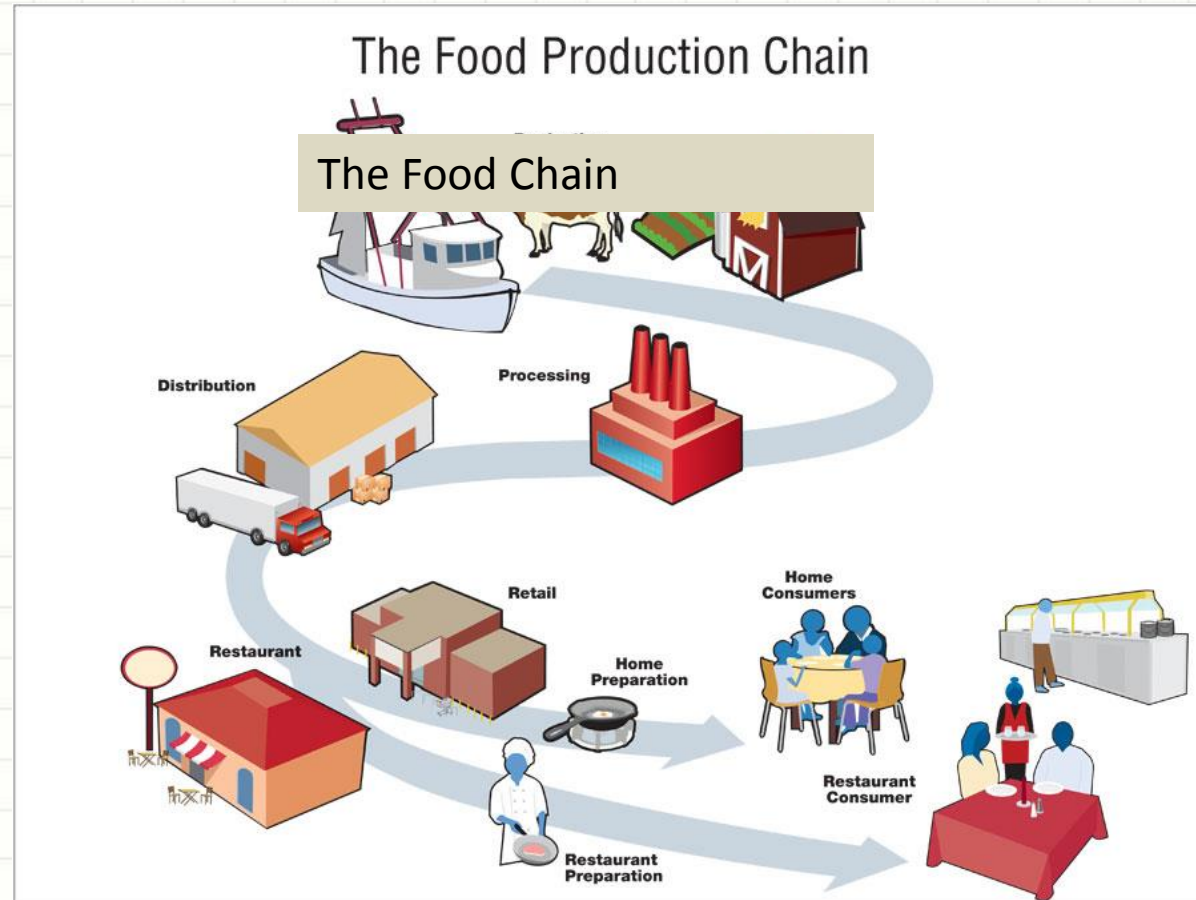 The Food Production Chain
The Food Chain
Distribution
Processing
Retail
Home
Consumers
Restaurant
Home
Preparation
Restaurant
Consumer
Restaurant
Preparation